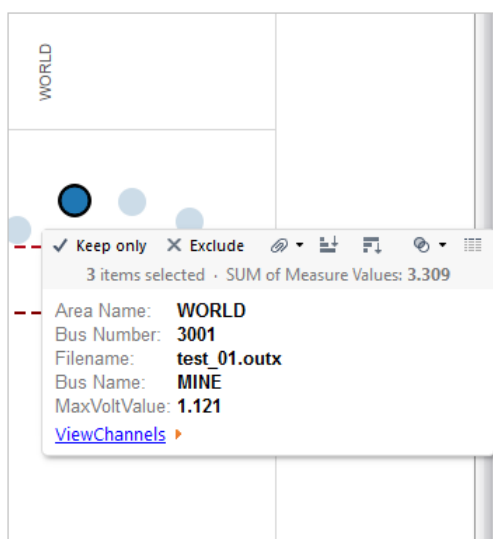 WORLD
Keep only Exclude
3 items selected · SUM of Measure Values: 3.309
Area Name: WORLD
Bus Number: 3001
Filename: test_01.outx
Bus Name: MINE
MaxVoltValue: 1.121
ViewChannels